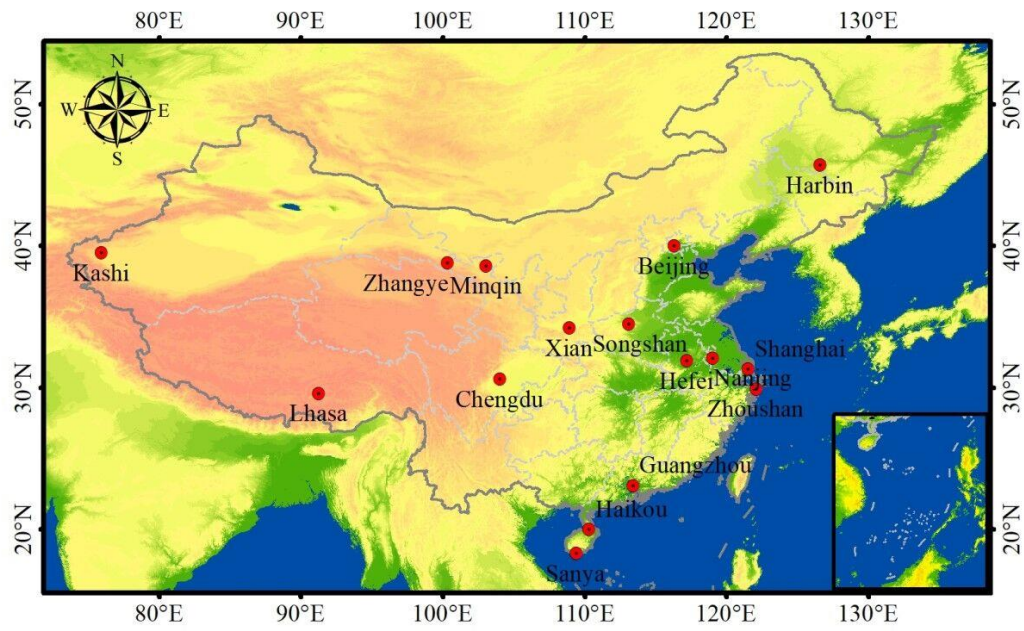 80°E 90°E 100°E 110°E 120°E 130°E
N
W E
S
50°N 50°N
Harbin
40°N 40°N
Kashi
Beijing
Zhangye Minqin
Xian Songshan Shanghai
Hefei Nanjing
30°N 30°N
Chengdu
Lhasa
Zhoushan
Guangzhou
Haikou
20°N 20°N
Sanya
80°E 90°E 100°E 110°E 120°E 130°E